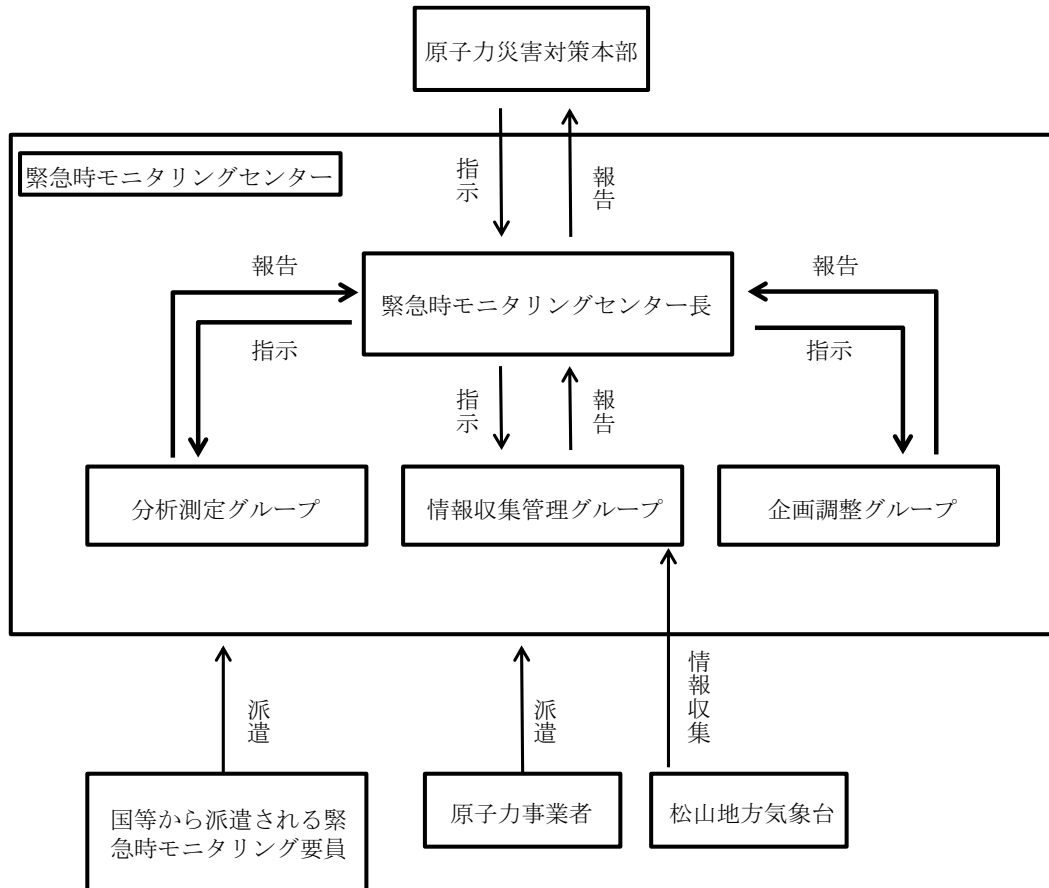 原子力災害対策本部
指示
報告
緊急時モニタリングセンター
報告
緊急時モニタリングセンター長
報告
指示
指示
指示
報告
分析測定グループ
情報収集管理グループ
企画調整グループ
派遣
派遣
情報収集
国等から派遣される緊
急時モニタリング要員
原子力事業者
松山地方気象台